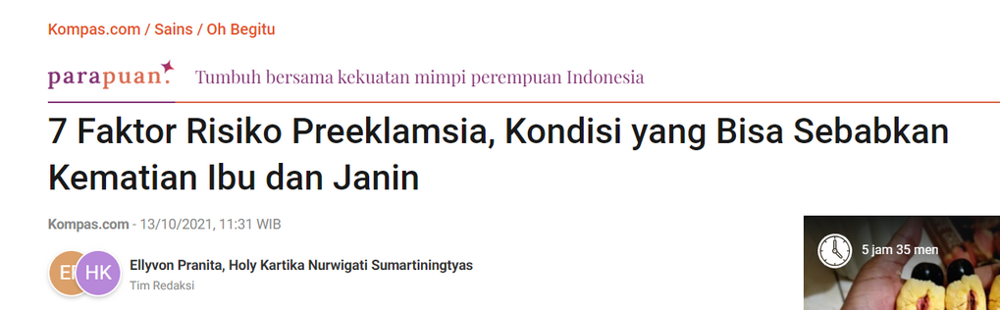 Kompas.com / Sains / Oh Begitu
parapuan. Tumbuh bersama kekuatan mimpi perempuan Indonesia
7 Faktor Risiko Preeklamsia, Kondisi yang Bisa Sebabkan
Kematian Ibu dan Janin
Kompas.com - 13/10/2021, 11:31 WIB
EP HK Ellyvon Pranita, Holy Kartika Nurwigati Sumartiningtyas
Tim Redaksi
5 jam 35 men